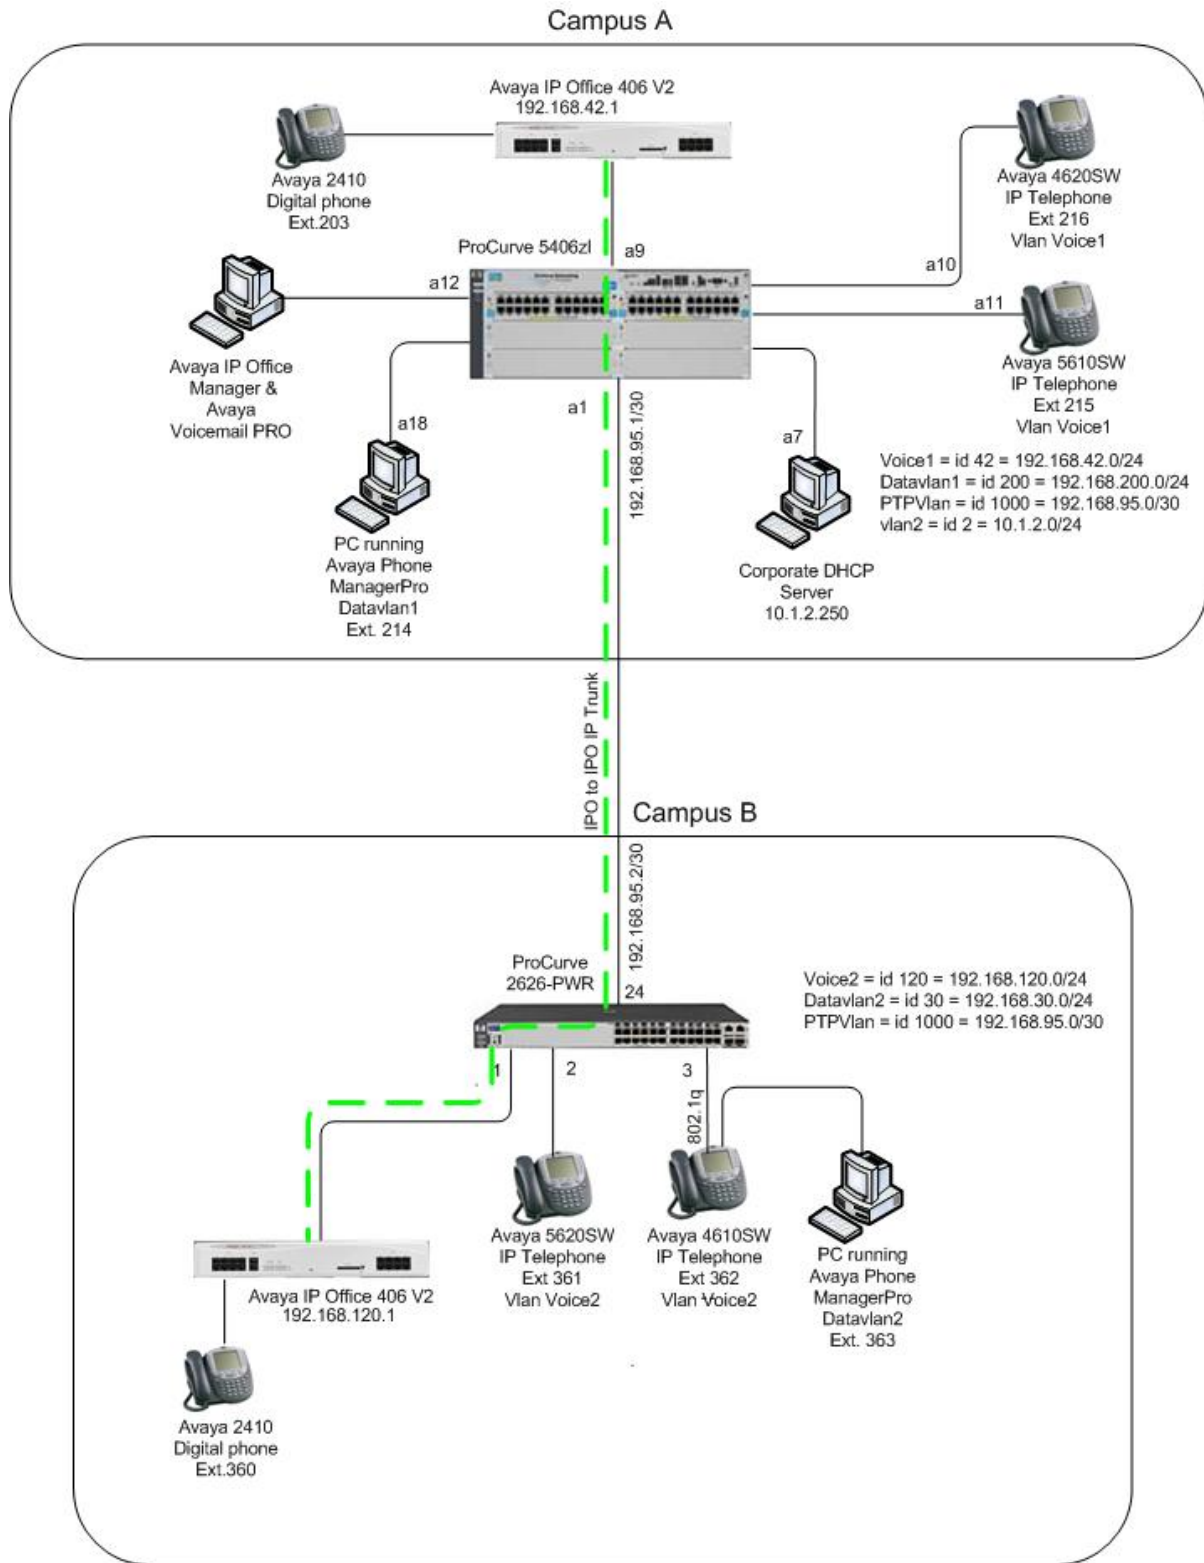 Campus A
Avaya IP Office 406 V2
192.168.42.1
Avaya 2410
Digital phone
Ext.203
Avaya 4620SW
IP Telephone
Ext 216
Vlan Voice1
ProCurve 5406zl
a9
a10
a12
a11
Avaya IP Office
Manager &
Avaya
Voicemail PRO
Avaya 5610SW
IP Telephone
Ext 215
Vlan Voice1
a1
192.168.95.1/30
a18
a7
PC running
Avaya Phone
ManagerPro
Datavlan1
Ext. 214
Corporate DHCP
Server
10.1.2.250
Voice1 = id 42 = 192.168.42.0/24
Datavlan1 = id 200 = 192.168.200.0/24
PTPVlan = id 1000 = 192.168.95.0/30
vlan2 = id 2 = 10.1.2.0/24
IPO to IPO IP Trunk
Campus B
192.168.95.2/30
ProCurve
2626-PWR
24
Voice2 = id 120 = 192.168.120.0/24
Datavlan2 = id 30 = 192.168.30.0/24
PTPVlan = id 1000 = 192.168.95.0/30
1
2
3
802.1q
Avaya IP Office 406 V2
192.168.120.1
Avaya 5620SW
IP Telephone
Ext 361
Vlan Voice2
Avaya 4610SW
IP Telephone
Ext 362
Vlan Voice2
PC running
Avaya Phone
ManagerPro
Datavlan2
Ext. 363
Avaya 2410
Digital phone
Ext.360